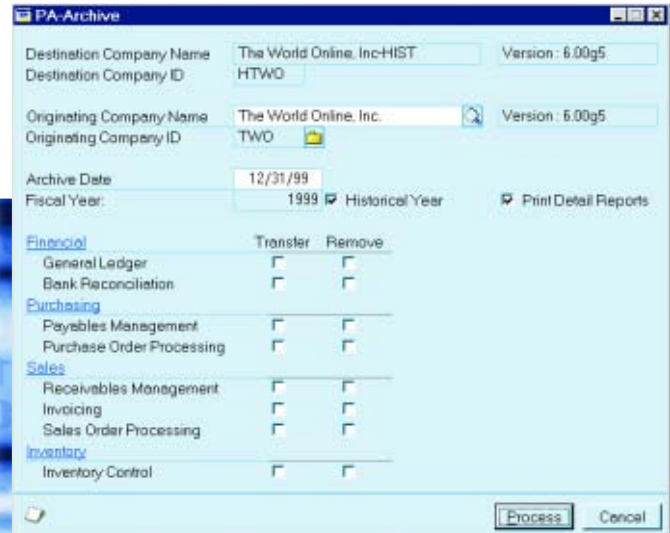 PA-Archive
Destination Company Name The World Online, Inc-HIST Version : 6.00g5
Destination Company ID HTWO
Originating Company Name The World Online, Inc. Version : 6.00g5
Originating Company ID TWO
Archive Date 12/31/99
Fiscal Year: 1999 Historical Year Print Detail Reports
Financial Transfer Remove
General Ledger
Bank Reconciliation
Purchasing
Payables Management
Purchase Order Processing
Sales
Receivables Management
Invoicing
Sales Order Processing
Inventory
Inventory Control
Process Cancel